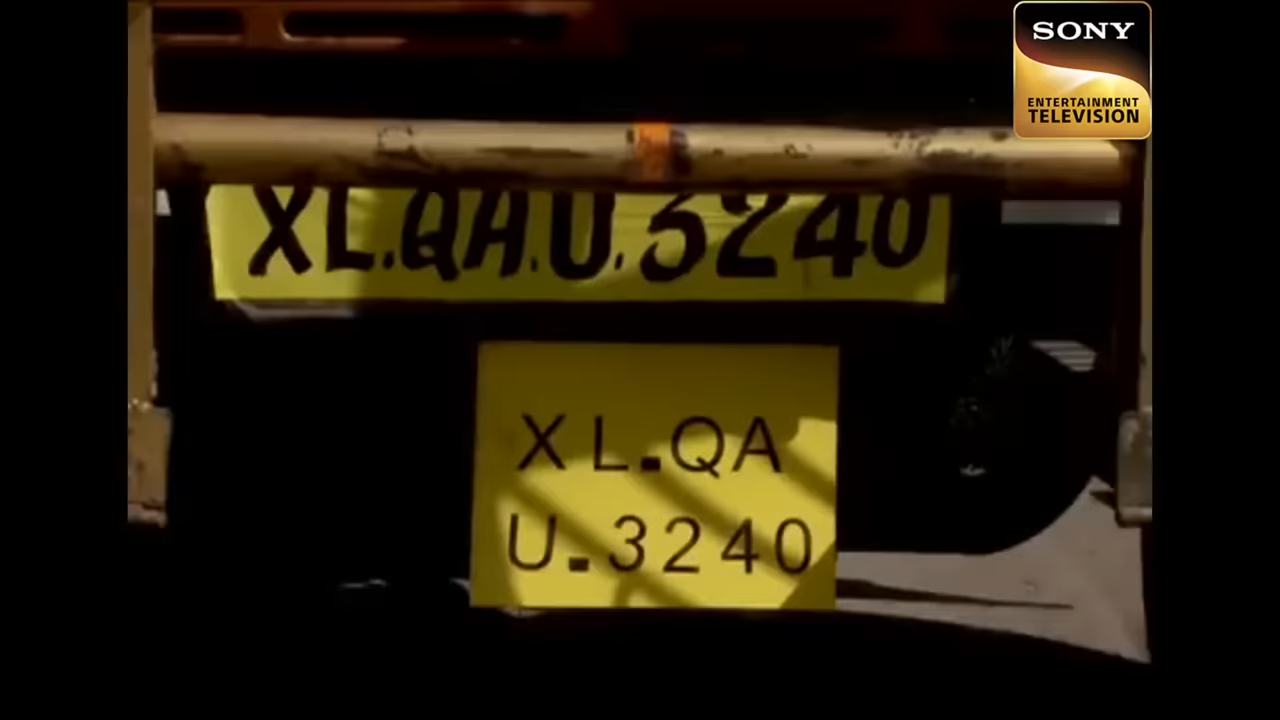 SONY
ENTERTAINMENT
TELEVISION
XL.QA.U.3240
XL.QA
U.3240